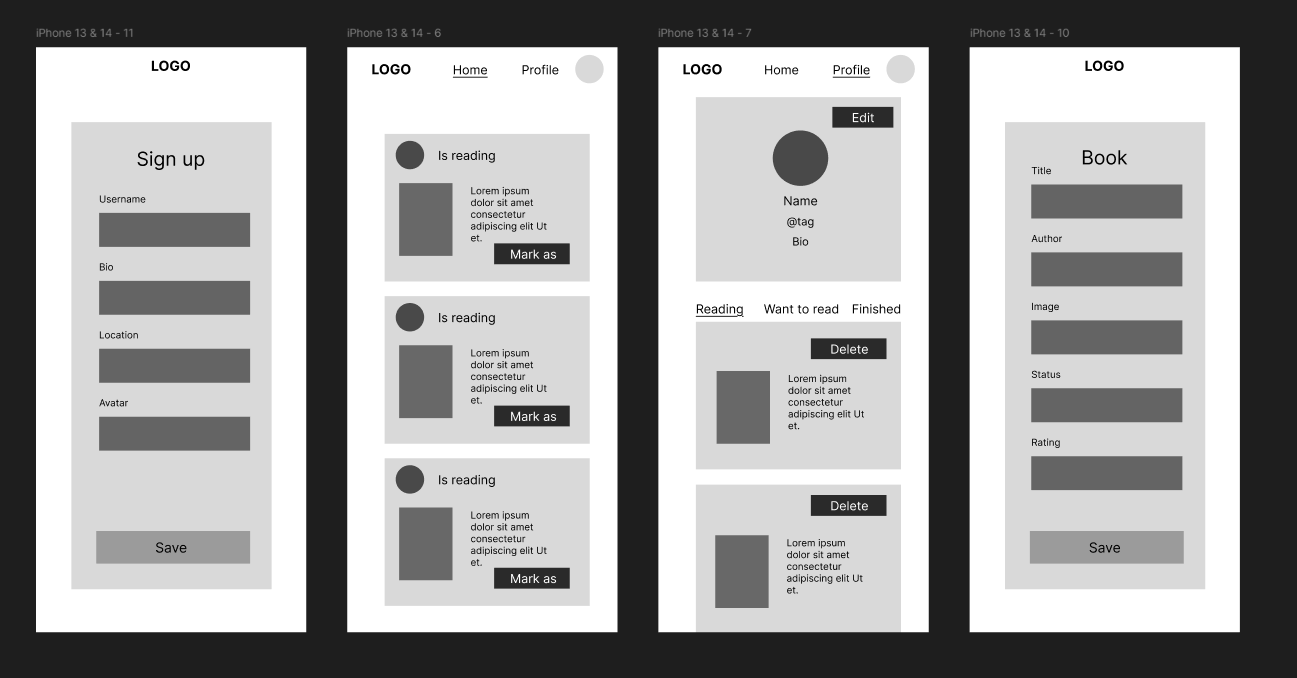 iPhone 13 & 14 - 11
LOGO
Sign up
Username
Bio
Location
Avatar
Save
iPhone 13 & 14 - 6
LOGO Home Profile
Is reading
Lorem ipsum
dolor sit amet
consectetur
adipiscing elit Ut
et.
Mark as
Is reading
Lorem ipsum
dolor sit amet
consectetur
adipiscing elit Ut
et.
Mark as
Is reading
Lorem ipsum
dolor sit amet
consectetur
adipiscing elit Ut
et.
Mark as
iPhone 13 & 14 - 7
LOGO Home Profile
Edit
Name
@tag
Bio
Reading Want to read Finished
Delete
Lorem ipsum
dolor sit amet
consectetur
adipiscing elit Ut
et.
Delete
Lorem ipsum
dolor sit amet
consectetur
adipiscing elit Ut
et.
iPhone 13 & 14 - 10
LOGO
Book
Title
Author
Image
Status
Rating
Save